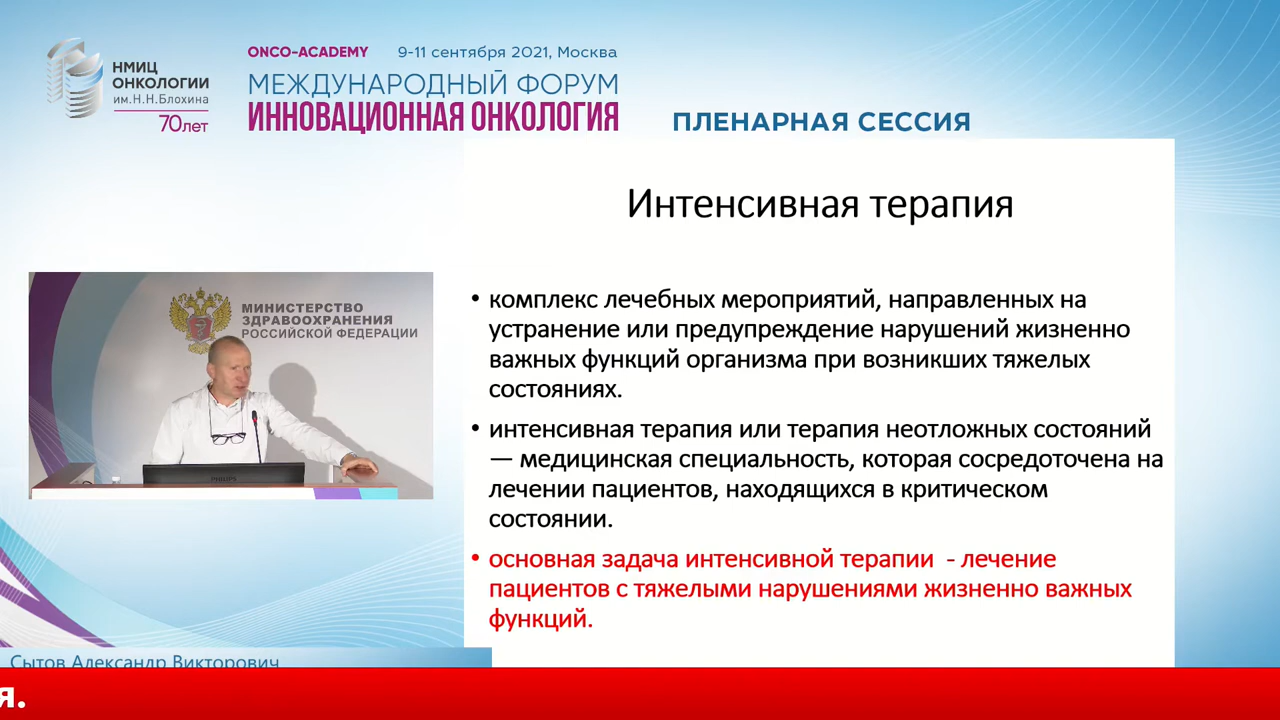 НМИЦ
ОНКОЛОГИИ
им.Н.Н.Блохина
70лет
ONCO-ACADEMY 9-11 сентября 2021, Москва
МЕЖДУНАРОДНЫЙ ФОРУМ
ИННОВАЦИОННАЯ ОНКОЛОГИЯ
ПЛЕНАРНАЯ СЕССИЯ
МИНИСТЕРСТВО
ЗДРАВООХРАНЕНИЯ
РОССИЙСКОЙ ФЕДЕРАЦИИ
PHILIPS
Интенсивная терапия
• комплекс лечебных мероприятий, направленных на
устранение или предупреждение нарушений жизненно
важных функций организма при возникших тяжелых
состояниях.
• интенсивная терапия или терапия неотложных состояний
— медицинская специальность, которая сосредоточена на
лечении пациентов, находящихся в критическом
состоянии.
• основная задача интенсивной терапии - лечение
пациентов с тяжелыми нарушениями жизненно важных
функций.
Сытов Александр Викторович
я.